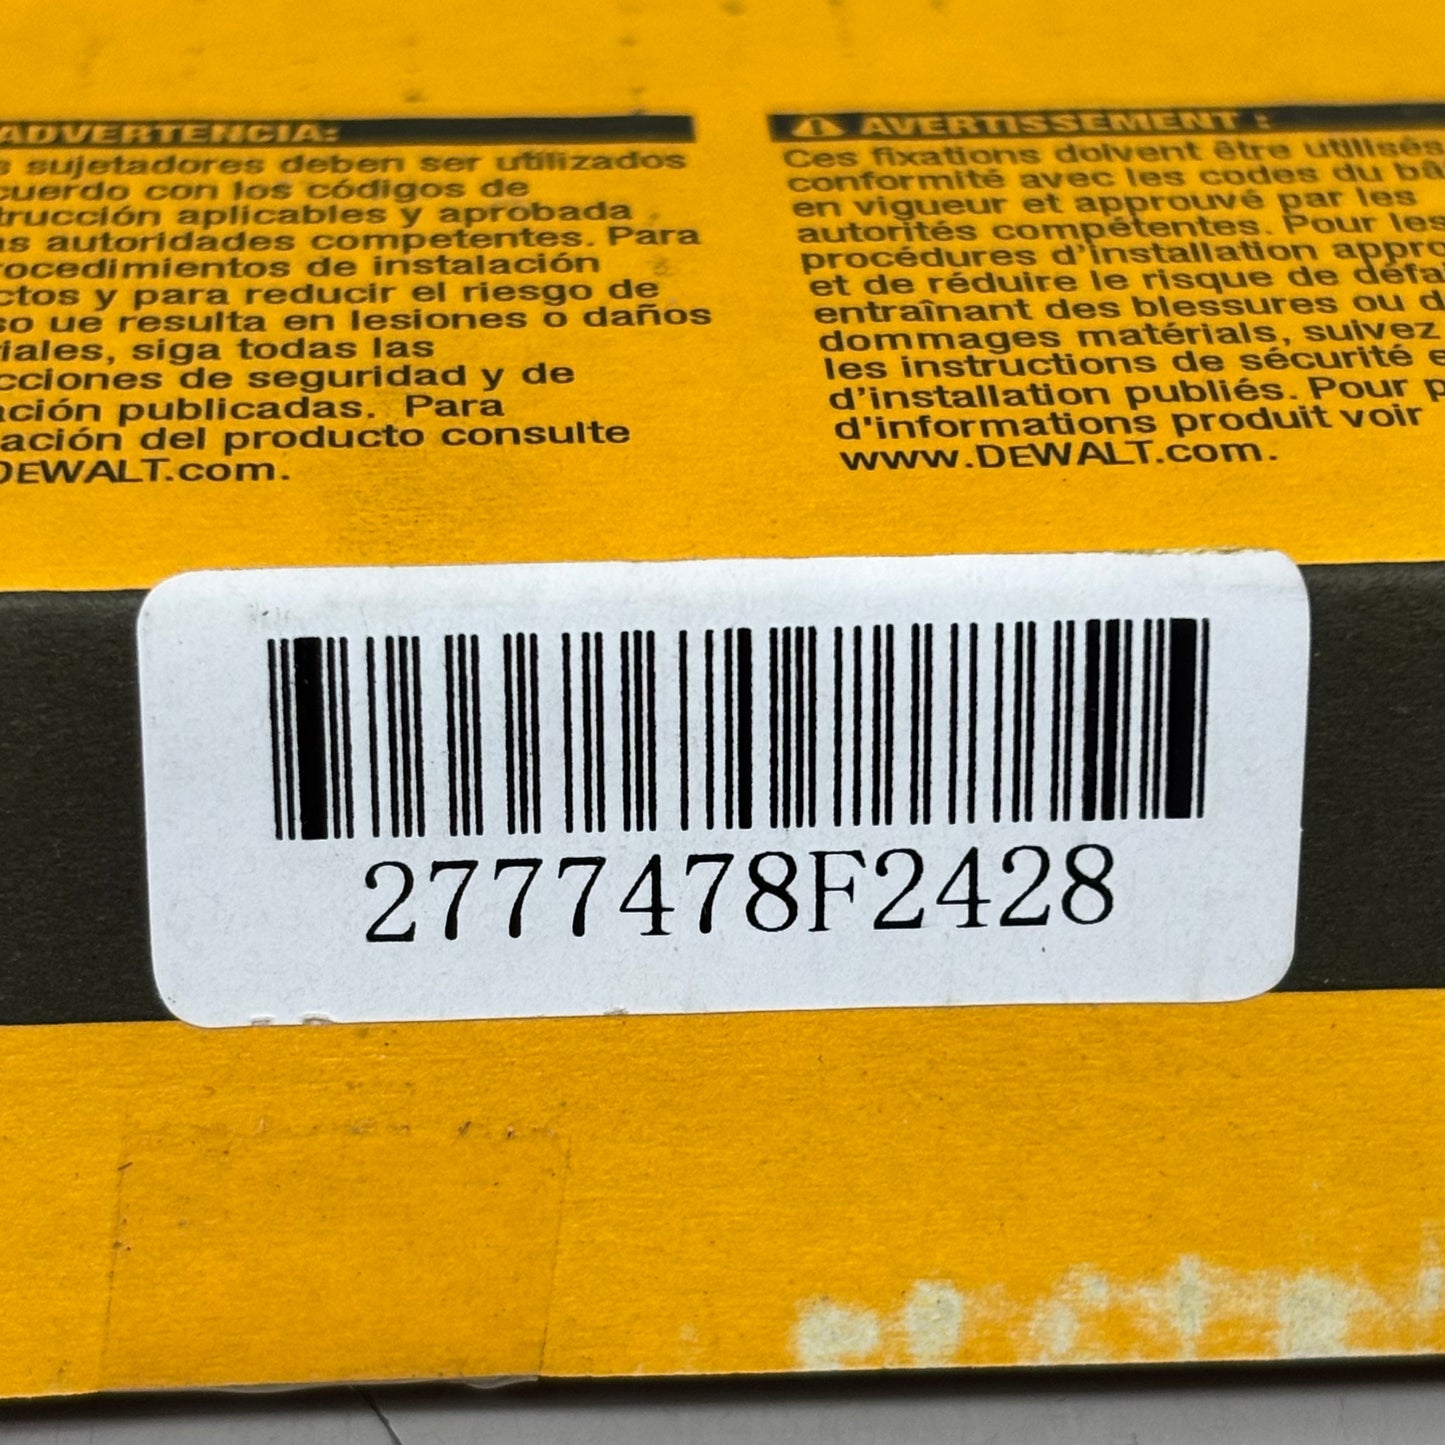 ADVERTENCIA:
s sujetadores deben ser utilizados
cuerdo con los códigos de
trucción aplicables y aprobada
as autoridades competentes. Para
rocedimientos de instalación
ctos y para reducir el riesgo de
so ue resulta en lesiones o daños
iales, siga todas las
cciones de seguridad y de
ación publicadas. Para
ación del producto consulte
DEWALT.com.
AVERTISSEMENT :
Ces fixations doivent être utilisés
conformité avec les codes du bâ
en vigueur et approuvé par les
autorités compétentes. Pour les
procédures d'installation appro
et de réduire le risque de défa
entraînant des blessures ou d
dommages matérials, suivez
les instructions de sécurité e
d'installation publiés. Pour p
d'informations produit voir
www.DEWALT.com.
2777478F2428